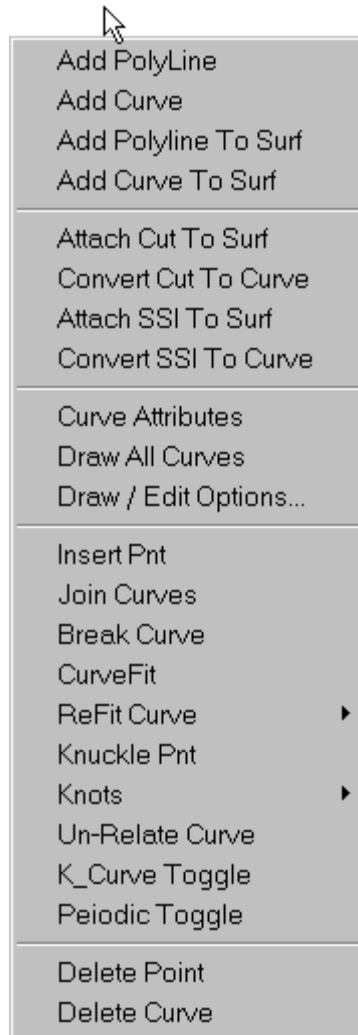 Add PolyLine
Add Curve
Add Polyline To Surf
Add Curve To Surf
Attach Cut To Surf
Convert Cut To Curve
Attach SSI To Surf
Convert SSI To Curve
Curve Attributes
Draw All Curves
Draw / Edit Options...
Insert Pnt
Join Curves
Break Curve
CurveFit
ReFit Curve
Knuckle Pnt
Knots
Un-Relate Curve
K_Curve Toggle
Peiodic Toggle
Delete Point
Delete Curve